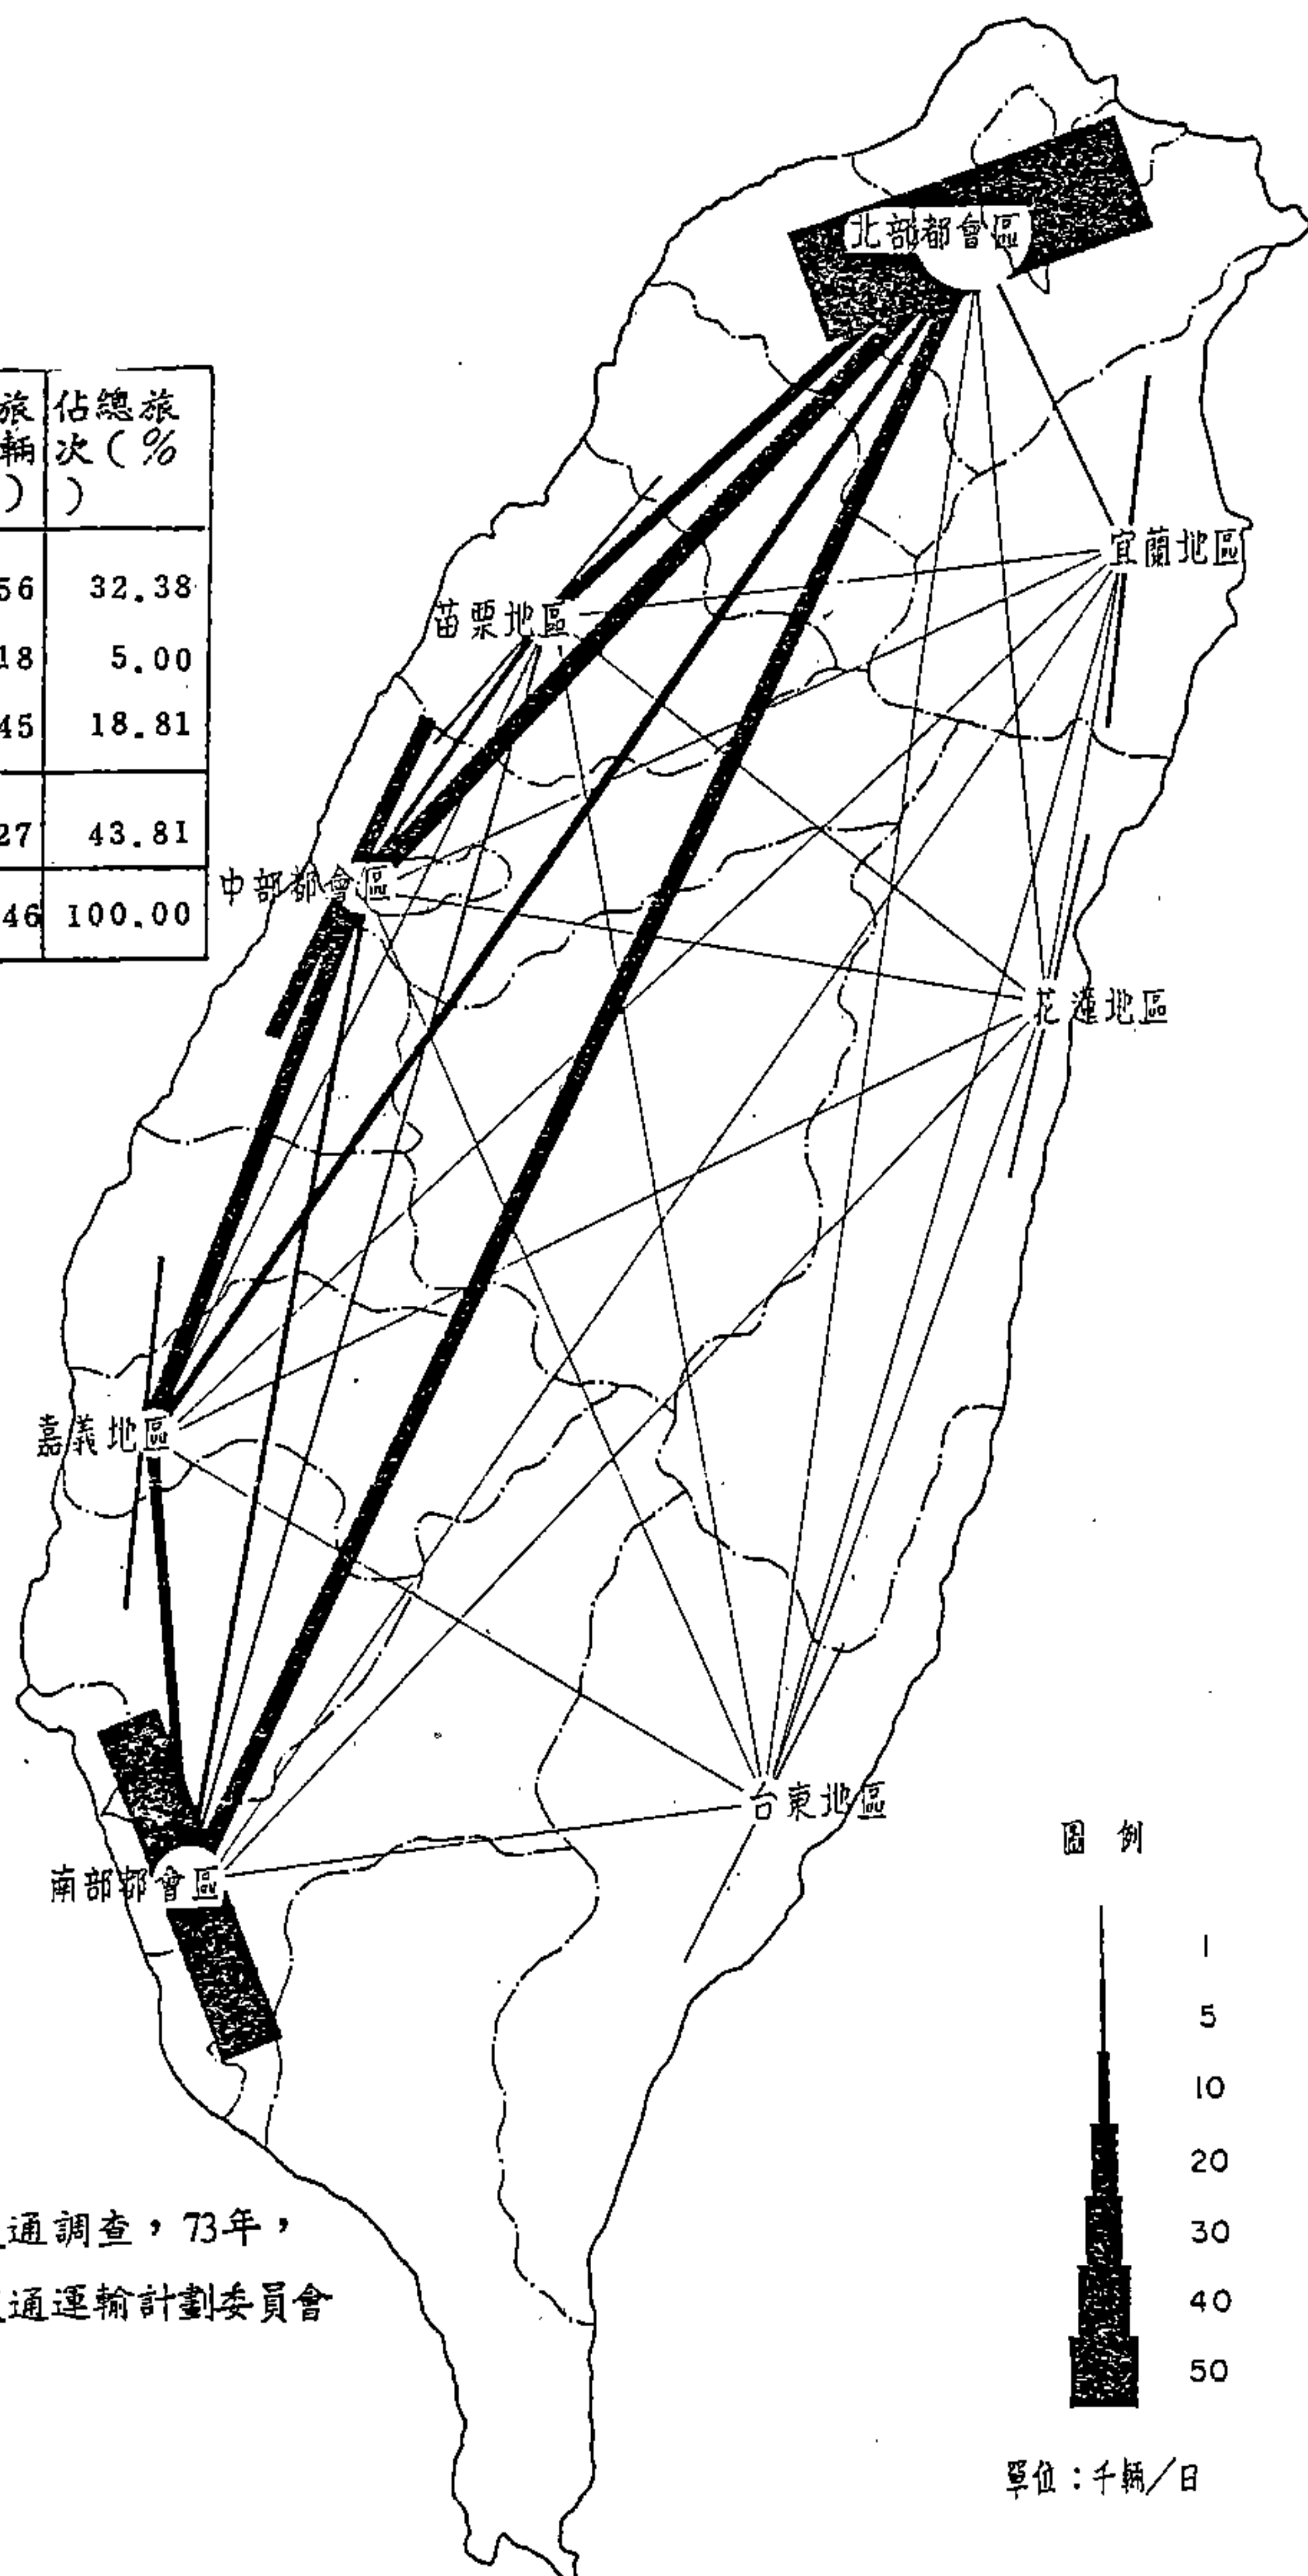 旅 佔總旅
輛 次(%
) )
56 32.38
18 5.00
45 18.81
27 43.81
46 100.00
北部都會區
宜蘭地區
苗栗地區
中部都會區
花蓮地區
嘉義地區
台東地區
南部都會區
圖例
1
5
10
20
30
40
50
單位：千輛/日
通調查，73年，
通運輸計劃委員會